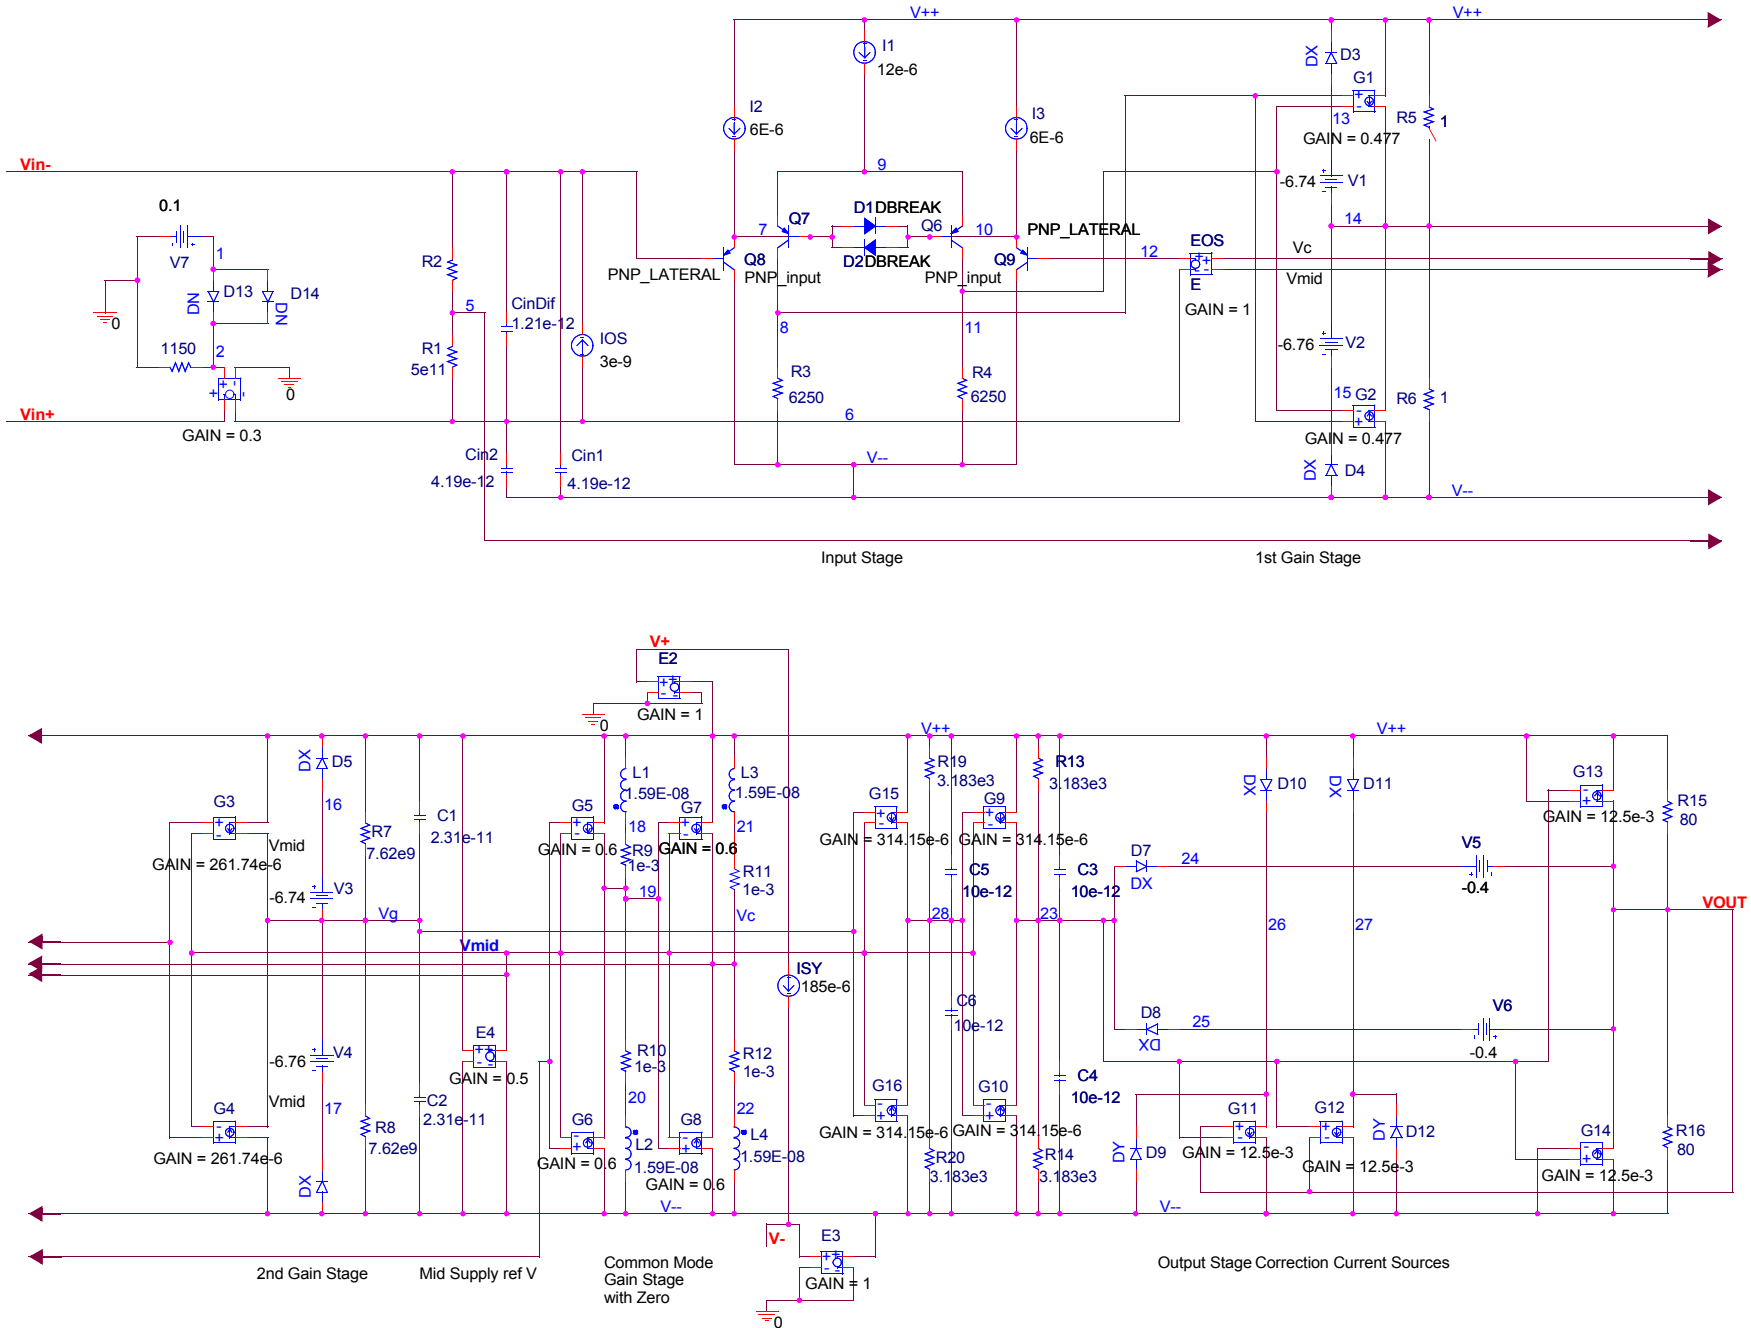 V++
V++
I1
12e-6
DX
D3
G1
13
GAIN = 0.477
R5
1
I2
6E-6
I3
6E-6
Vin-
9
-6.74
V1
0.1
V7
1
D1DBREAK
Q7
7
Q6
10
PNP_LATERAL
14
D2DBREAK
Q8
PNP_LATERAL
PNP_input
PNP_input
Q9
12
EOS
E
GAIN = 1
Vc
Vmid
DN
D13
D14
DN
0
R2
5
CinDif
1.21e-12
IOS
3e-9
8
11
-6.76
V2
1150
2
0
R1
5e11
R3
6250
R4
6250
15
G2
R6
1
GAIN = 0.477
Vin+
GAIN = 0.3
6
Cin2
4.19e-12
Cin1
4.19e-12
V--
DX
D4
V--
Input Stage
1st Gain Stage
V+
E2
GAIN = 1
0
V++
V++
DX
D5
16
G3
Vmid
GAIN = 261.74e-6
R7
7.62e9
C1
2.31e-11
L1
1.59E-08
G5
18
GAIN = 0.6
R9
1e-3
19
G7
GAIN = 0.6
L3
1.59E-08
21
R11
1e-3
Vc
G15
GAIN = 314.15e-6
R19
3.183e3
G9
GAIN = 314.15e-6
R13
3.183e3
C5
10e-12
C3
10e-12
D7
DX
24
DX
D10
DX
D11
V5
-0.4
G13
GAIN = 12.5e-3
R15
80
-6.74
V3
Vg
Vmid
28
23
26
27
VOUT
ISY
185e-6
C6
10e-12
D8
DX
25
V6
-0.4
E4
GAIN = 0.5
-6.76
V4
Vmid
17
G4
GAIN = 261.74e-6
DX
R8
7.62e9
C2
2.31e-11
R10
1e-3
20
G6
GAIN = 0.6
L2
1.59E-08
G8
GAIN = 0.6
R12
1e-3
22
L4
1.59E-08
G16
GAIN = 314.15e-6
R20
3.183e3
G10
GAIN = 314.15e-6
C4
10e-12
R14
3.183e3
DY
D9
G11
GAIN = 12.5e-3
G12
GAIN = 12.5e-3
DY
D12
G14
GAIN = 12.5e-3
R16
80
V--
V--
V-
E3
GAIN = 1
0
2nd Gain Stage
Mid Supply ref V
Common Mode
Gain Stage
with Zero
Output Stage Correction Current Sources